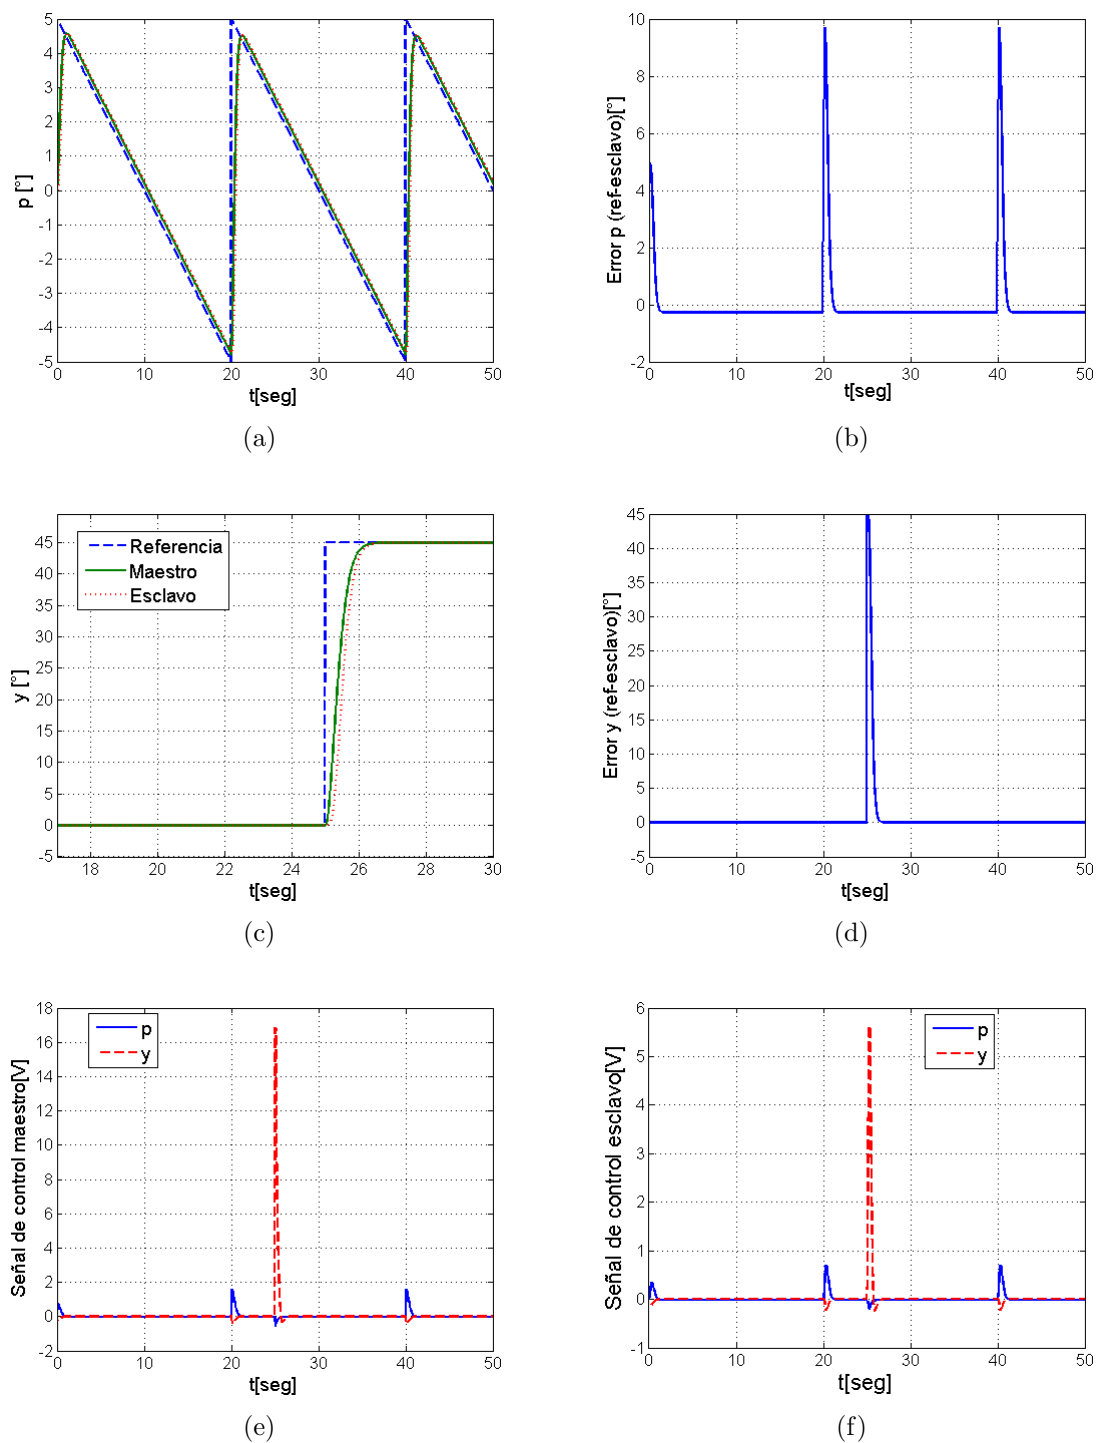 5
4
3
2
1
0
-1
-2
-3
-4
-5
p [°]
0 10 20 30 40 50
t[seg]
(a)
10
8
6
4
2
0
-2
Error p (ref-esclavo)[°]
0 10 20 30 40 50
t[seg]
(b)
45
40
35
30
25
20
15
10
5
0
-5
y [°]
Referencia
Maestro
Esclavo
18 20 22 24 26 28 30
t[seg]
(c)
45
40
35
30
25
20
15
10
5
0
-5
Error y (ref-esclavo)[°]
0 10 20 30 40 50
t[seg]
(d)
18
16
14
12
10
8
6
4
2
0
-2
Señal de control maestro[V]
p
y
0 10 20 30 40 50
t[seg]
(e)
6
5
4
3
2
1
0
-1
Señal de control esclavo[V]
p
y
0 10 20 30 40 50
t[seg]
(f)